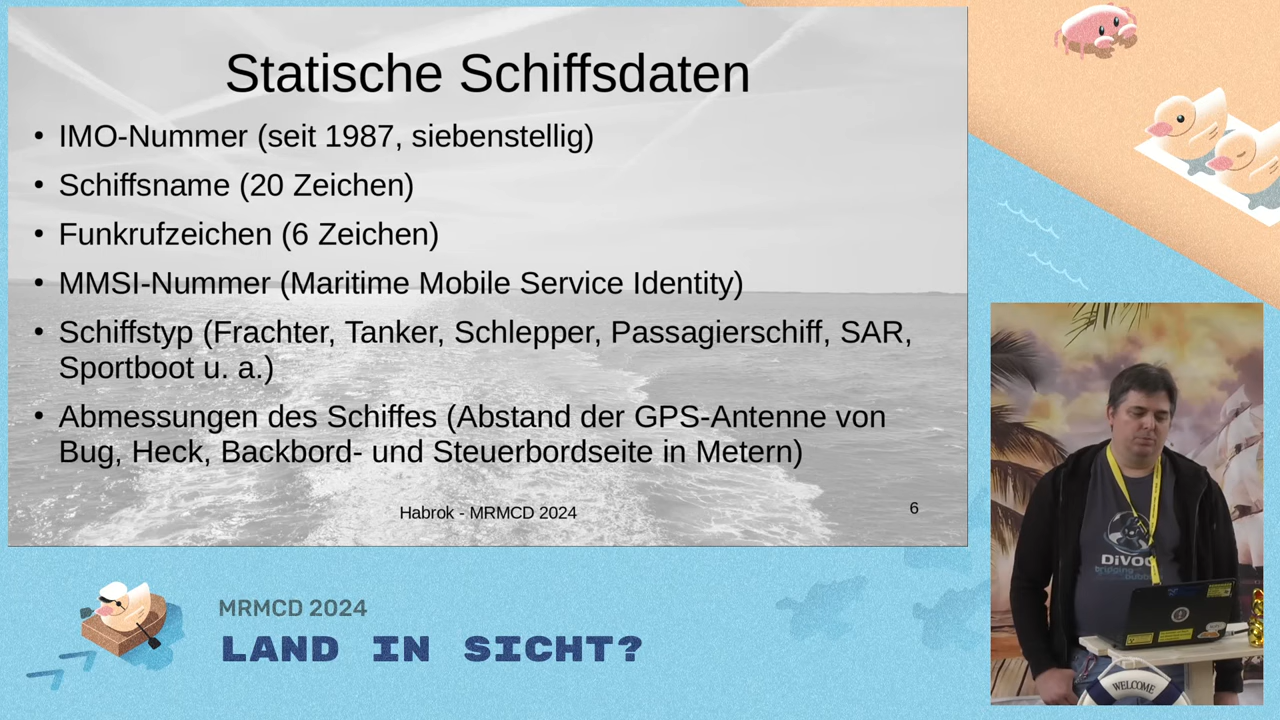 Statische Schiffsdaten
• IMO-Nummer (seit 1987, siebenstellig)
• Schiffsname (20 Zeichen)
• Funkrufzeichen (6 Zeichen)
• MMSI-Nummer (Maritime Mobile Service Identity)
• Schiffstyp (Frachter, Tanker, Schlepper, Passagierschiff, SAR,
Sportboot u. a.)
• Abmessungen des Schiffes (Abstand der GPS-Antenne von
Bug, Heck, Backbord- und Steuerbordseite in Metern)
Habrok - MRMCD 2024
6
MRMCD 2024
LAND IN SICHT?
DiVOC
bridging
WELCOME